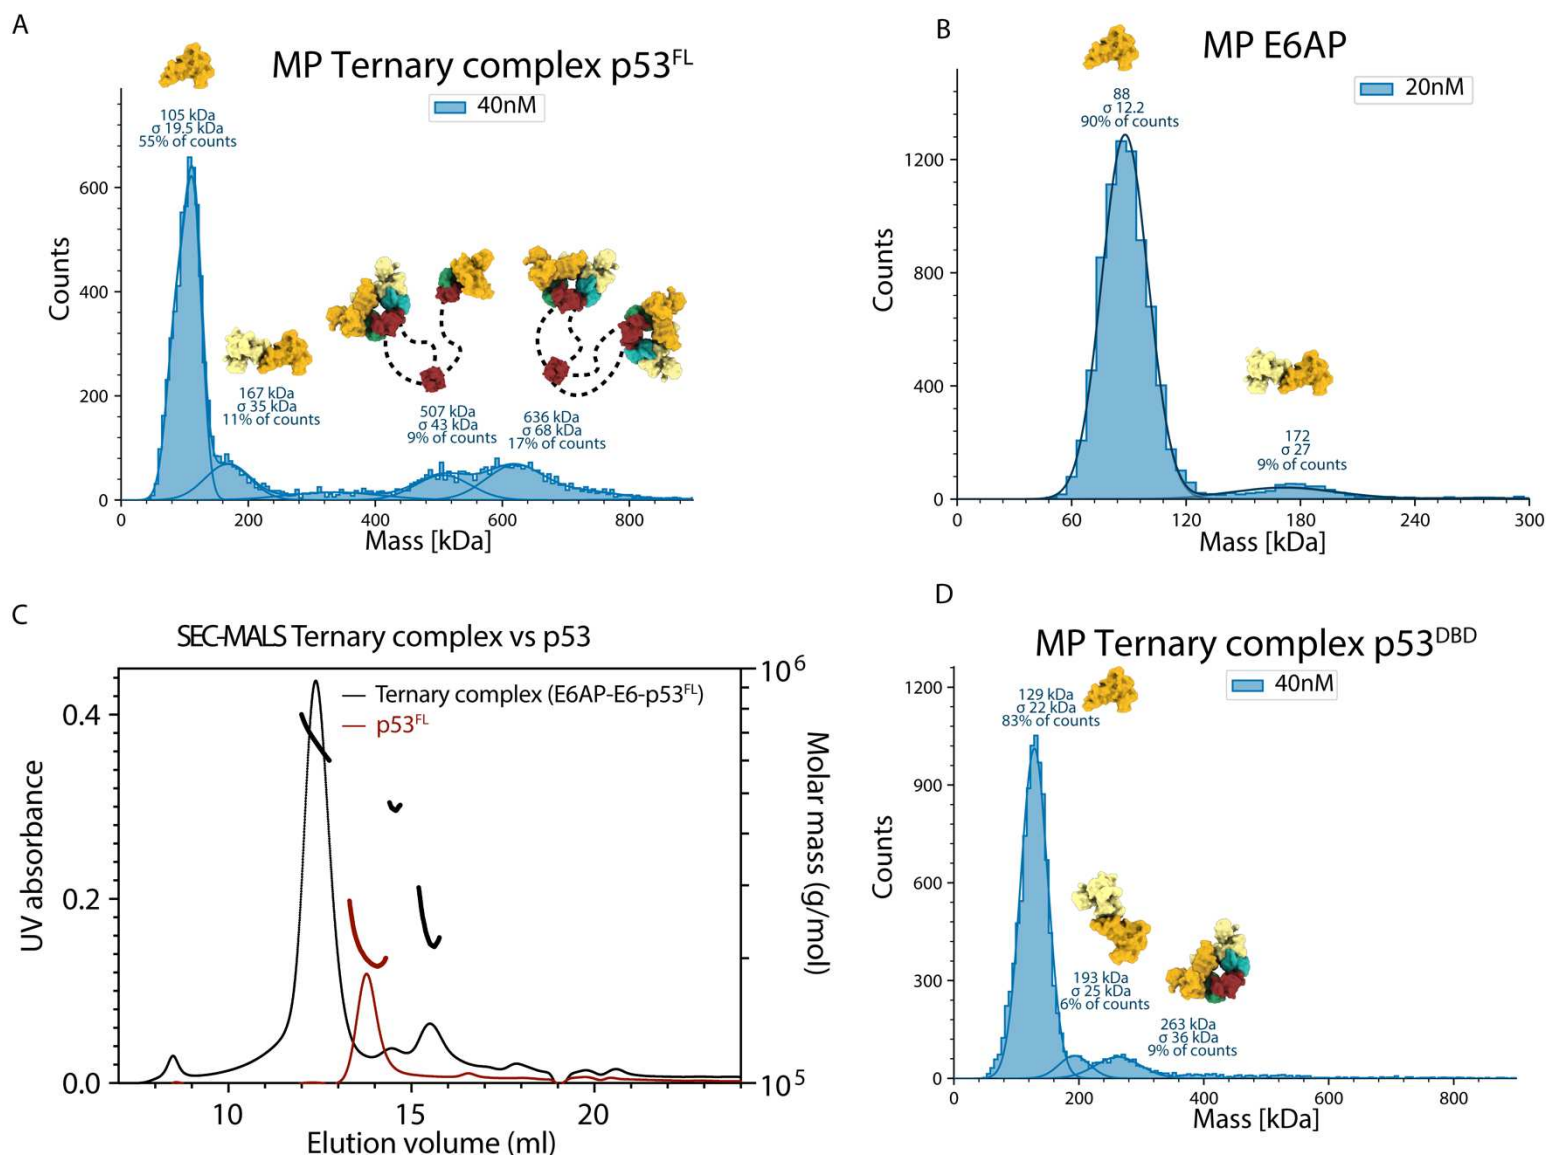 A
MP Ternary complex p53FL
40nM
105 kDa
σ 19.5 kDa
55% of counts
167 kDa
σ 35 kDa
11% of counts
507 kDa
σ 43 kDa
9% of counts
636 kDa
σ 68 kDa
17% of counts
Counts
600
400
200
0
0 200 400 600 800
Mass [kDa]
B
MP E6AP
20nM
88
σ 12.2
90% of counts
172
σ 27
9% of counts
Counts
1200
800
400
0
0 60 120 180 240 300
Mass [kDa]
C
SEC-MALS Ternary complex vs p53
Ternary complex (E6AP-E6-p53FL)
p53FL
UV absorbance
0.4
0.2
0.0
10 15 20
Elution volume (ml)
10^6
10^5
Molar mass (g/mol)
D
MP Ternary complex p53DBD
40nM
129 kDa
σ 22 kDa
83% of counts
193 kDa
σ 25 kDa
6% of counts
263 kDa
σ 36 kDa
9% of counts
Counts
1200
900
600
300
0
0 200 400 600 800
Mass [kDa]